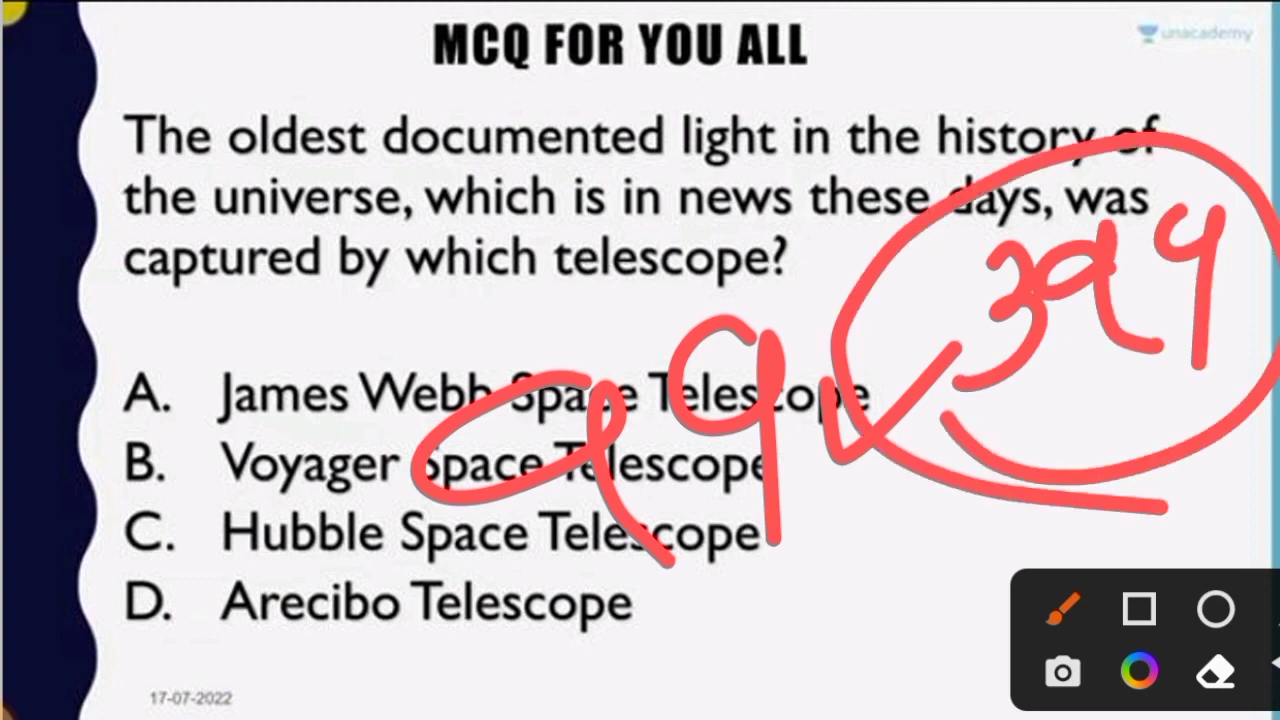 MCQ FOR YOU ALL
unacademy
The oldest documented light in the history of
the universe, which is in news these days, was
captured by which telescope?
A. James Webb Space Telescope
B. Voyager Space Telescope
C. Hubble Space Telescope
D. Arecibo Telescope
17-07-2022